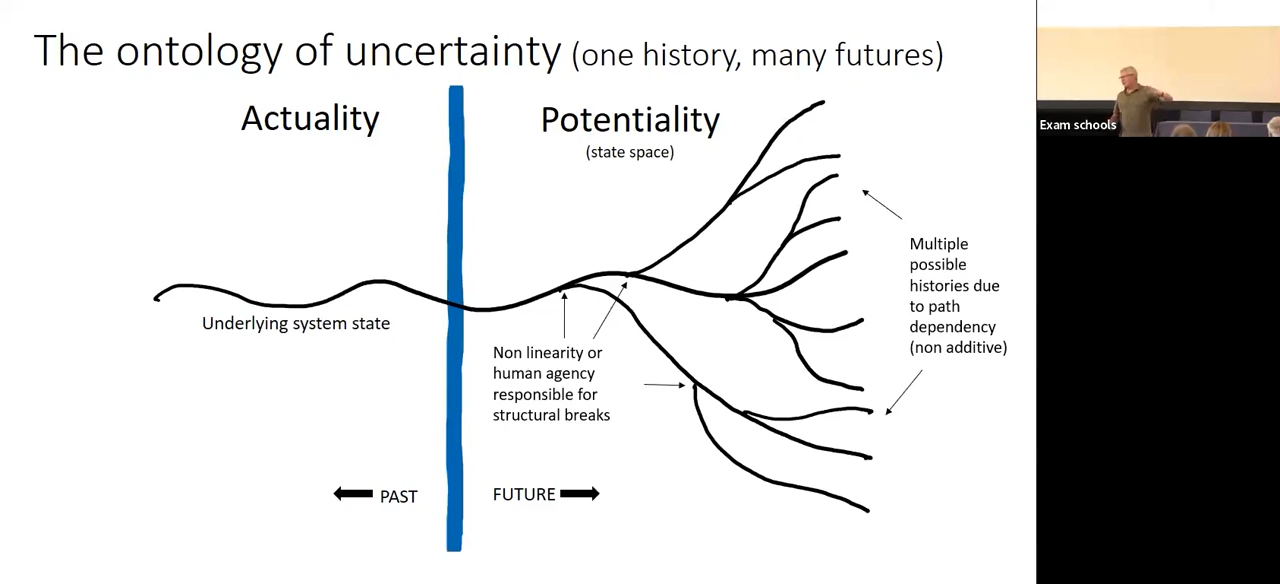 The ontology of uncertainty (one history, many futures)
Actuality
Potentiality
(state space)
Underlying system state
Non linearity or
human agency
responsible for
structural breaks
Multiple
possible
histories due
to path
dependency
(non additive)
PAST
FUTURE
Exam schools